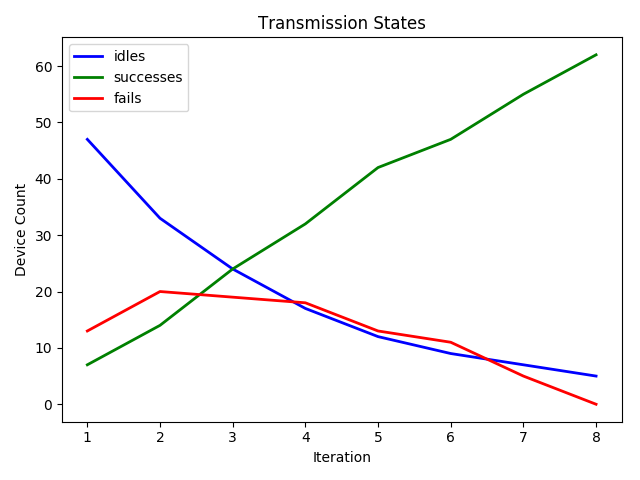 Transmission States
idles
successes
fails
60
50
40
30
20
10
0
Device Count
1 2 3 4 5 6 7 8
Iteration